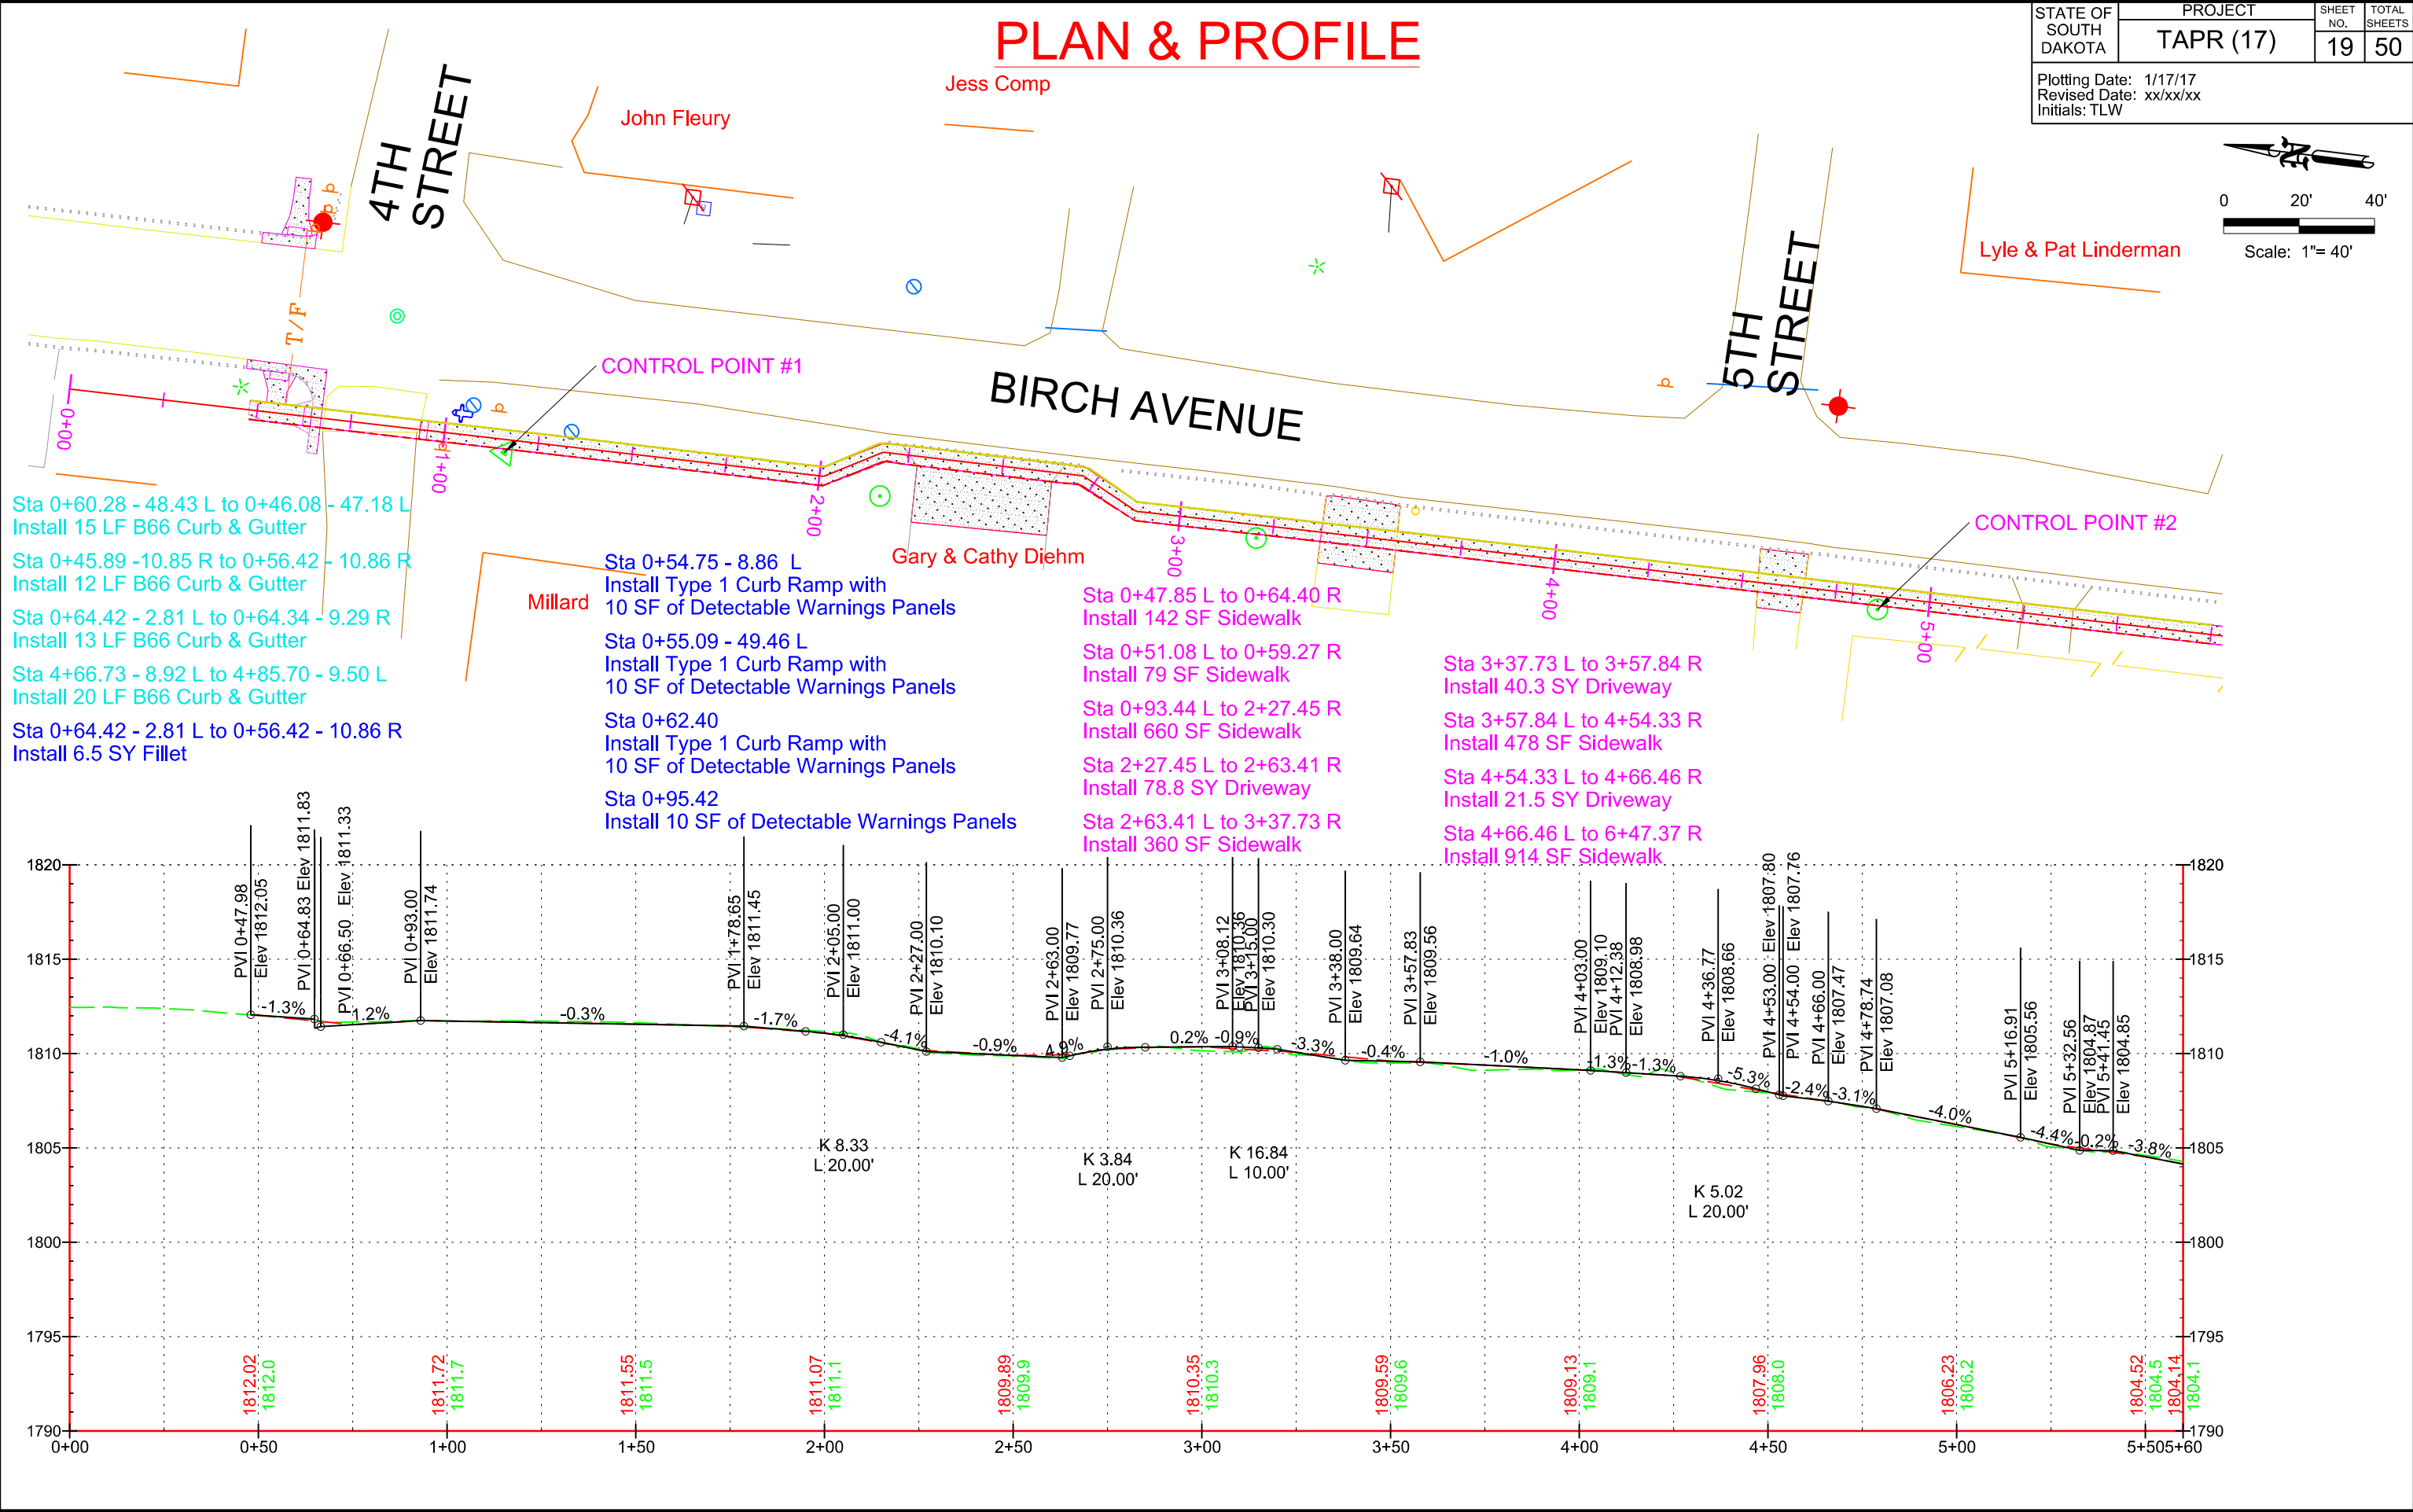 PLAN & PROFILE
STATE OF
SOUTH
DAKOTA
PROJECT
TAPR (17)
SHEET
NO.
19
TOTAL
SHEETS
50
Plotting Date: 1/17/17
Revised Date: xx/xx/xx
Initials: TLW
N
0 20' 40'
Scale: 1"= 40'
4TH
STREET
John Fleury
Jess Comp
5TH
STREET
Lyle & Pat Linderman
T/F
CONTROL POINT #1
BIRCH AVENUE
CONTROL POINT #2
0+00
1+00
2+00
3+00
4+00
5+00
Gary & Cathy Diehm
Millard
Sta 0+60.28 - 48.43 L to 0+46.08 - 47.18 L
Install 15 LF B66 Curb & Gutter
Sta 0+45.89 -10.85 R to 0+56.42 - 10.86 R
Install 12 LF B66 Curb & Gutter
Sta 0+64.42 - 2.81 L to 0+64.34 - 9.29 R
Install 13 LF B66 Curb & Gutter
Sta 4+66.73 - 8.92 L to 4+85.70 - 9.50 L
Install 20 LF B66 Curb & Gutter
Sta 0+64.42 - 2.81 L to 0+56.42 - 10.86 R
Install 6.5 SY Fillet
Sta 0+54.75 - 8.86 L
Install Type 1 Curb Ramp with
10 SF of Detectable Warnings Panels
Sta 0+55.09 - 49.46 L
Install Type 1 Curb Ramp with
10 SF of Detectable Warnings Panels
Sta 0+62.40
Install Type 1 Curb Ramp with
10 SF of Detectable Warnings Panels
Sta 0+95.42
Install 10 SF of Detectable Warnings Panels
Sta 0+47.85 L to 0+64.40 R
Install 142 SF Sidewalk
Sta 0+51.08 L to 0+59.27 R
Install 79 SF Sidewalk
Sta 0+93.44 L to 2+27.45 R
Install 660 SF Sidewalk
Sta 2+27.45 L to 2+63.41 R
Install 78.8 SY Driveway
Sta 2+63.41 L to 3+37.73 R
Install 360 SF Sidewalk
Sta 3+37.73 L to 3+57.84 R
Install 40.3 SY Driveway
Sta 3+57.84 L to 4+54.33 R
Install 478 SF Sidewalk
Sta 4+54.33 L to 4+66.46 R
Install 21.5 SY Driveway
Sta 4+66.46 L to 6+47.37 R
Install 914 SF Sidewalk
PVI 0+47.98
Elev 1812.05
PVI 0+64.83 Elev 1811.83
PVI 0+66.50 Elev 1811.33
PVI 0+93.00
Elev 1811.74
PVI 1+78.65
Elev 1811.45
PVI 2+05.00
Elev 1811.00
PVI 2+27.00
Elev 1810.10
PVI 2+63.00
Elev 1809.77
PVI 2+75.00
Elev 1810.36
PVI 3+08.12
Elev 1810.36
PVI 3+15.00
Elev 1810.30
PVI 3+38.00
Elev 1809.64
PVI 3+57.83
Elev 1809.56
PVI 4+03.00
Elev 1809.10
PVI 4+12.38
Elev 1808.98
PVI 4+36.77
Elev 1808.66
PVI 4+53.00 Elev 1807.80
PVI 4+54.00 Elev 1807.76
PVI 4+66.00
Elev 1807.47
PVI 4+78.74
Elev 1807.08
PVI 5+16.91
Elev 1805.56
PVI 5+32.56
Elev 1804.87
PVI 5+41.45
Elev 1804.85
-1.3% 1.2% -0.3% -1.7% -4.1% -0.9% 4.9% 0.2% -0.9% -3.3% -0.4% -1.0% -1.3% -1.3% -5.3% -2.4% -3.1% -4.0% -4.4% -0.2% -3.8%
K 8.33
L 20.00'
K 3.84
L 20.00'
K 16.84
L 10.00'
K 5.02
L 20.00'
1820 1820
1815 1815
1810 1810
1805 1805
1800 1800
1795 1795
1790 1790
1812.02
1812.0
1811.72
1811.7
1811.55
1811.5
1811.07
1811.1
1809.89
1809.9
1810.35
1810.3
1809.59
1809.6
1809.13
1809.1
1807.96
1808.0
1806.23
1806.2
1804.52
1804.5
1804.14
1804.1
0+00 0+50 1+00 1+50 2+00 2+50 3+00 3+50 4+00 4+50 5+00 5+50 5+60